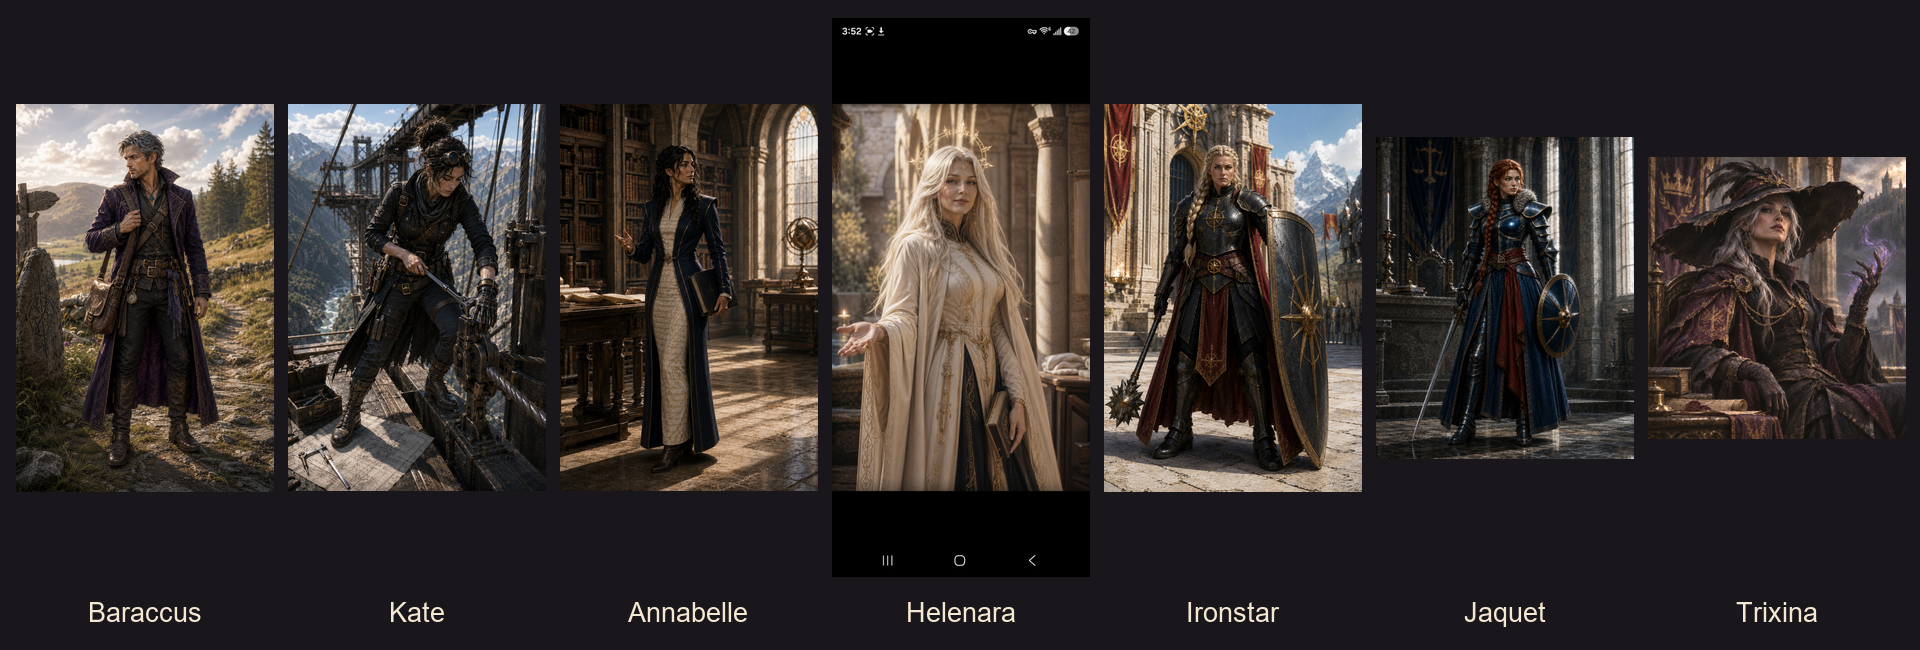 3:52
Baraccus
Kate
Annabelle
Helenara
Ironstar
Jaquet
Trixina